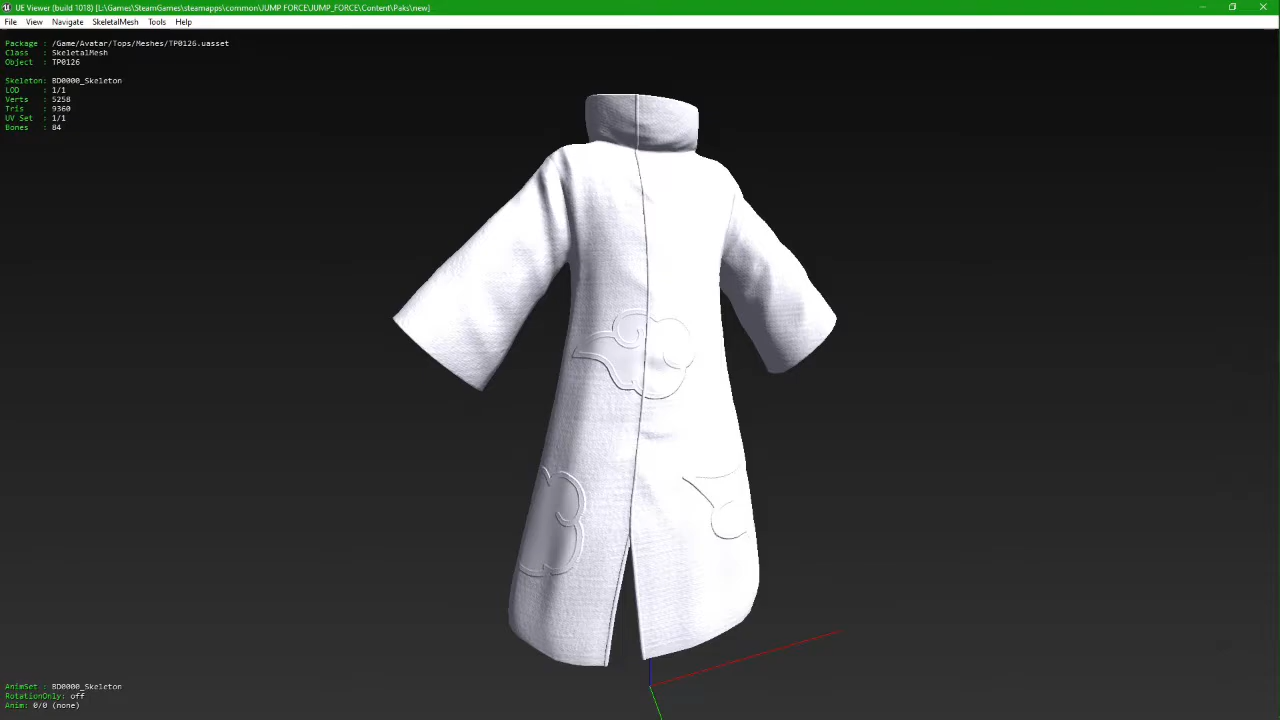 UE Viewer (build 1018) [L:\Games\SteamGames\steamapps\common\JUMP FORCE\JUMP_FORCE\Content\Paks\new]
File View Navigate SkeletalMesh Tools Help
Package : /Game/Avatar/Tops/Meshes/TP0126.uasset
Class : SkeletalMesh
Object : TP0126
Skeleton: BD0000_Skeleton
LOD : 1/1
Verts : 5258
Tris : 9360
UV Set : 1/1
Bones : 84
AnimSet : BD0000_Skeleton
RotationOnly: off
Anim: 0/0 (none)